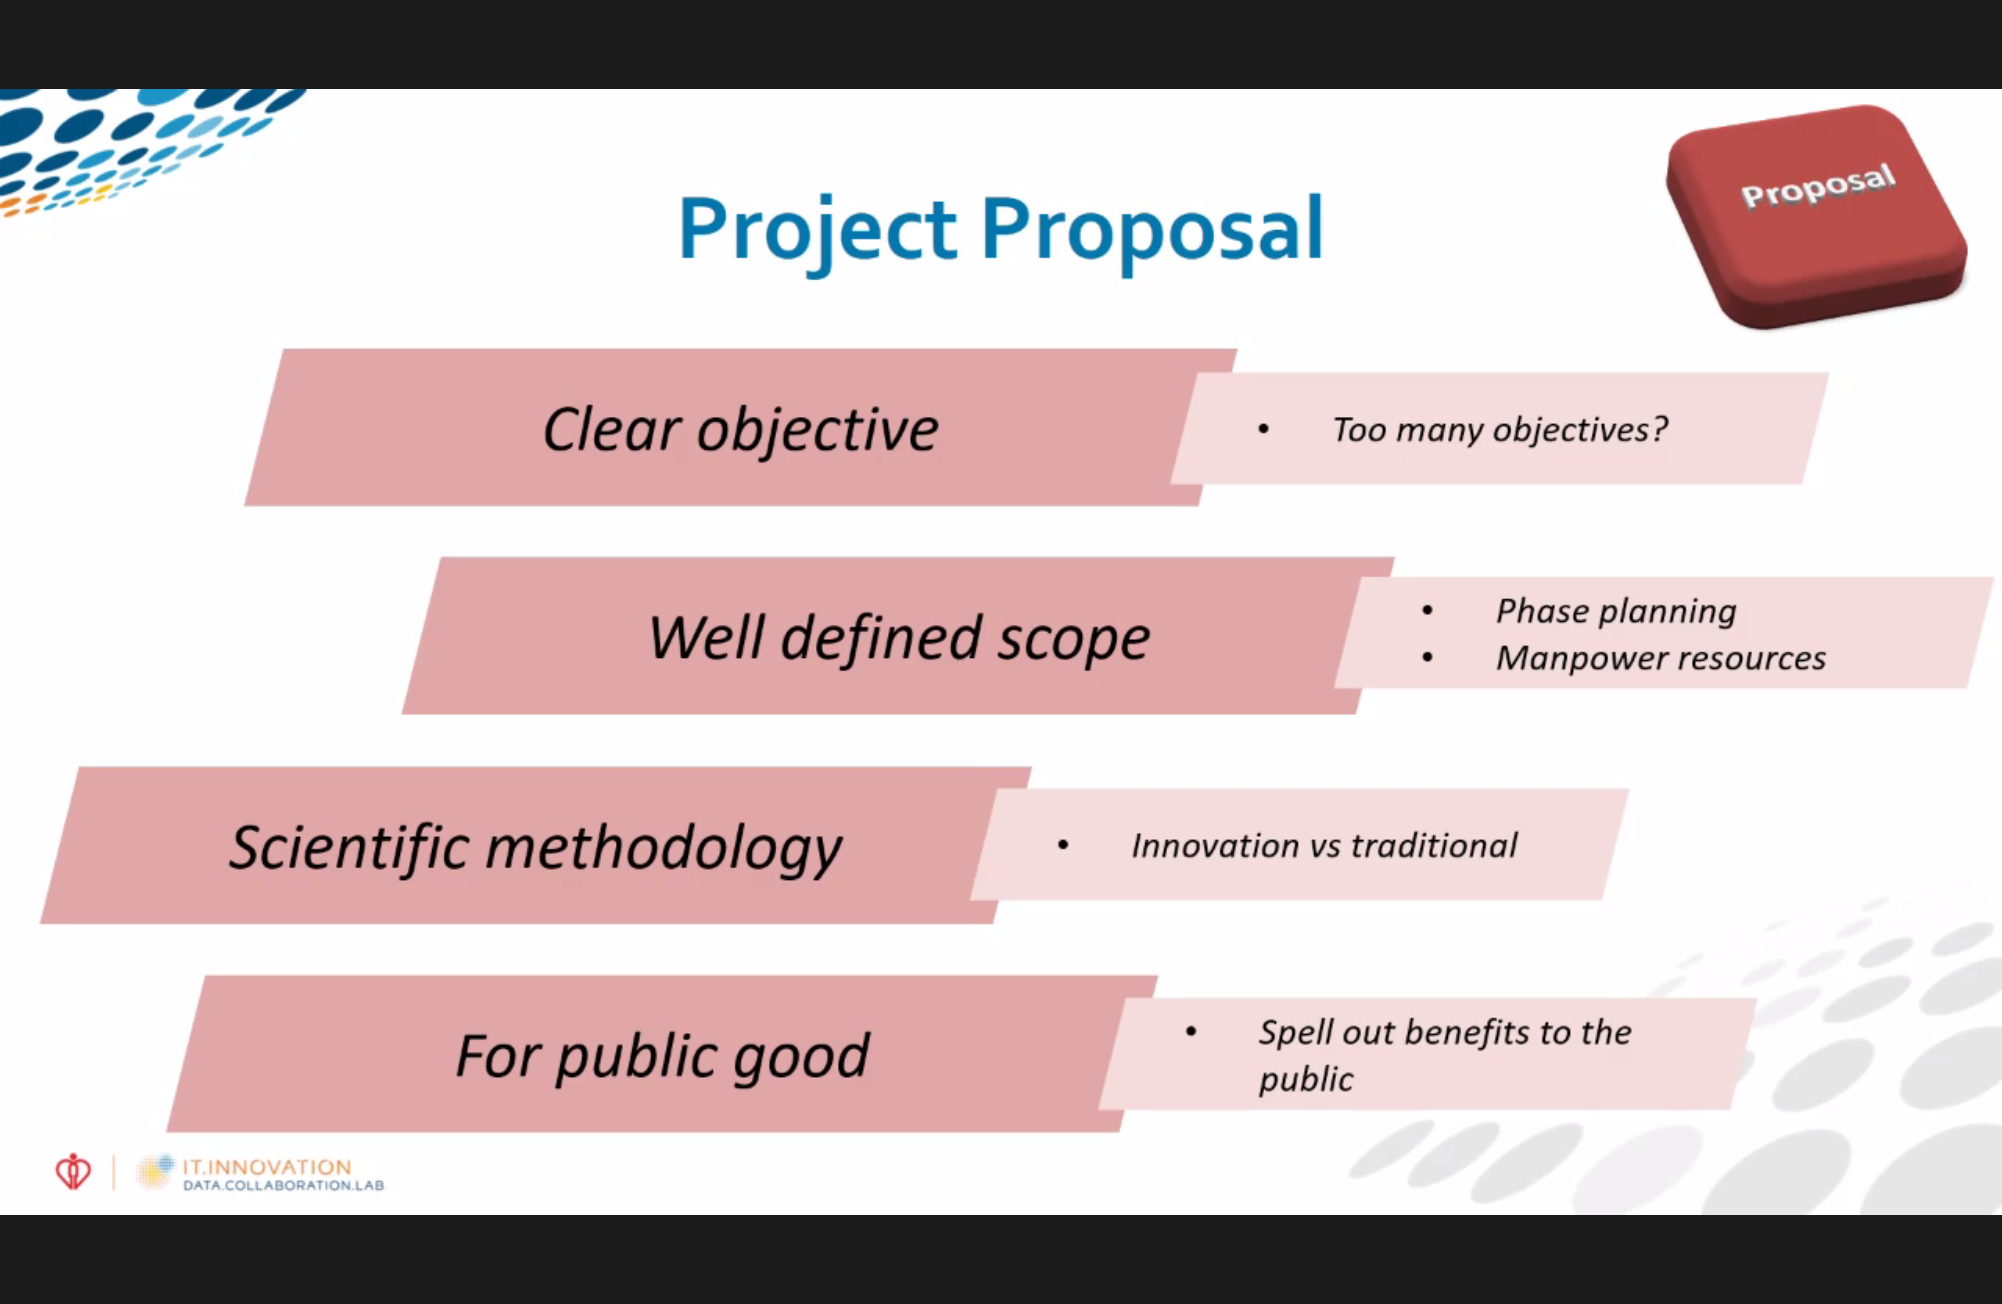 Proposal
Project Proposal
Clear objective
• Too many objectives?
Well defined scope
• Phase planning
• Manpower resources
Scientific methodology
• Innovation vs traditional
For public good
• Spell out benefits to the
public
IT.INNOVATION
DATA.COLLABORATION.LAB